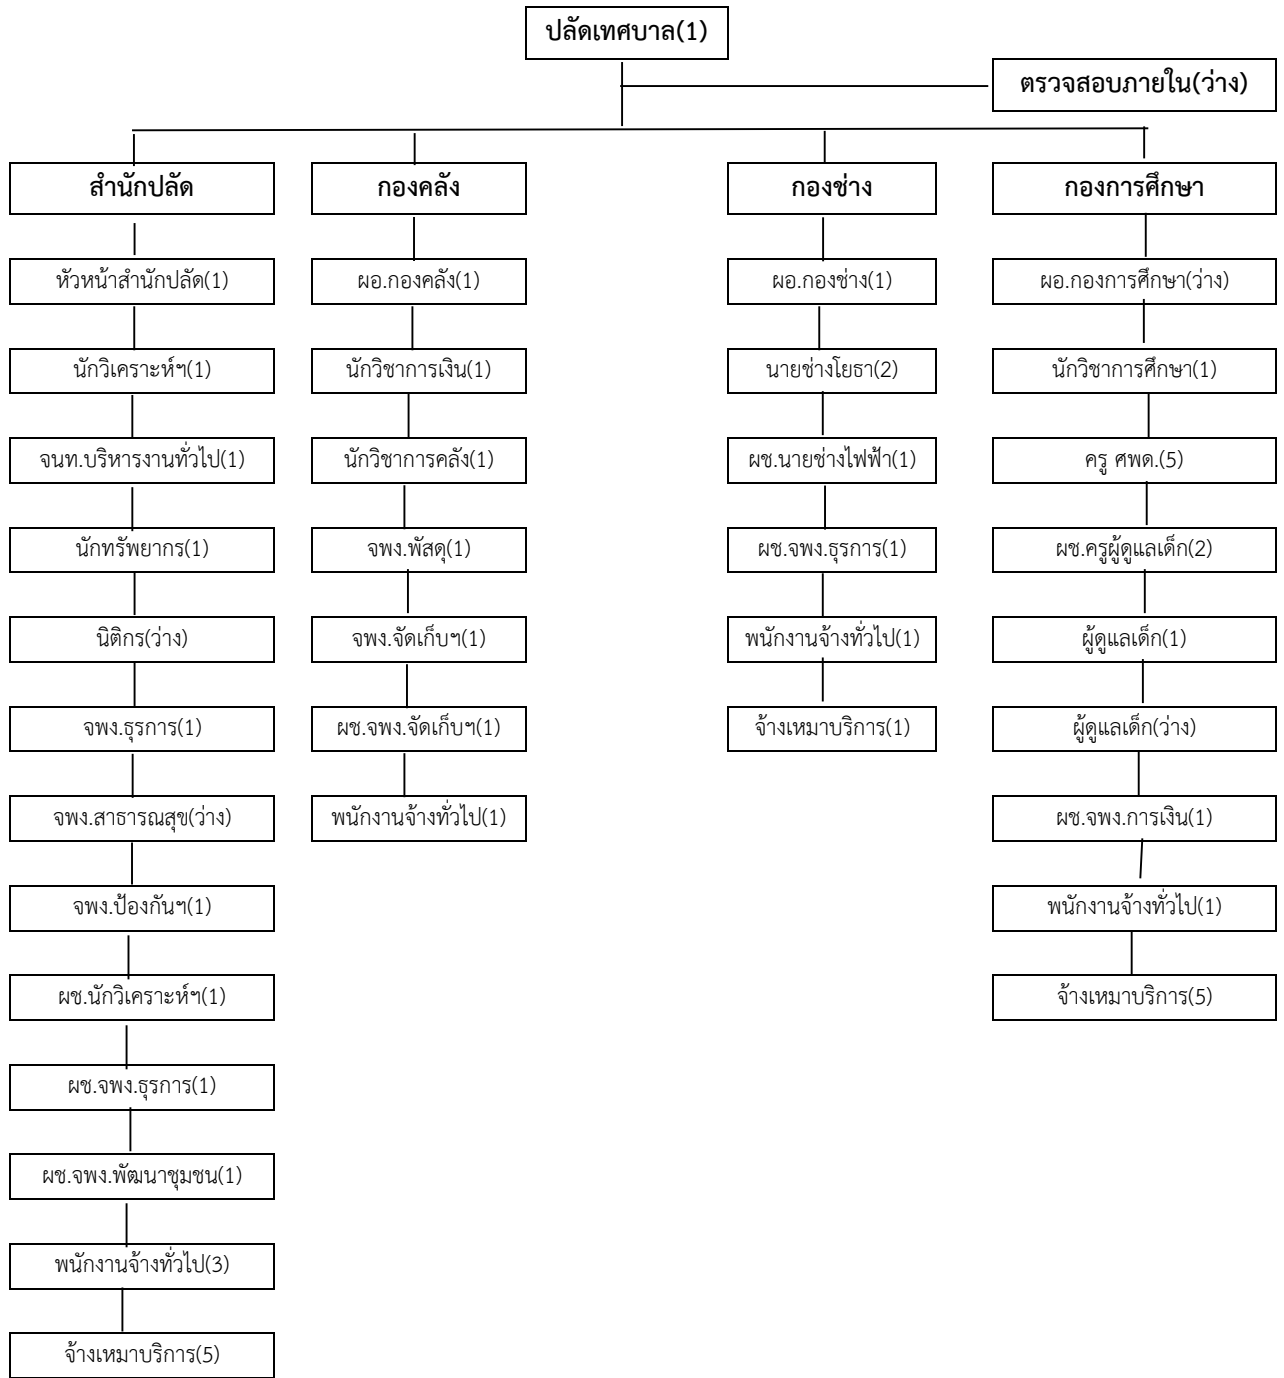 ปลัดเทศบาล(1)
ตรวจสอบภายใน(ว่าง)
สำนักปลัด
หัวหน้าสำนักปลัด(1)
นักวิเคราะห์ฯ(1)
จนท.บริหารงานทั่วไป(1)
นักทรัพยากร(1)
นิติกร(ว่าง)
จพง.ธุรการ(1)
จพง.สาธารณสุข(ว่าง)
จพง.ป้องกันฯ(1)
ผช.นักวิเคราะห์ฯ(1)
ผช.จพง.ธุรการ(1)
ผช.จพง.พัฒนาชุมชน(1)
พนักงานจ้างทั่วไป(3)
จ้างเหมาบริการ(5)
กองคลัง
ผอ.กองคลัง(1)
นักวิชาการเงิน(1)
นักวิชาการคลัง(1)
จพง.พัสดุ(1)
จพง.จัดเก็บฯ(1)
ผช.จพง.จัดเก็บฯ(1)
พนักงานจ้างทั่วไป(1)
กองช่าง
ผอ.กองช่าง(1)
นายช่างโยธา(2)
ผช.นายช่างไฟฟ้า(1)
ผช.จพง.ธุรการ(1)
พนักงานจ้างทั่วไป(1)
จ้างเหมาบริการ(1)
กองการศึกษา
ผอ.กองการศึกษา(ว่าง)
นักวิชาการศึกษา(1)
ครู ศพด.(5)
ผช.ครูผู้ดูแลเด็ก(2)
ผู้ดูแลเด็ก(1)
ผู้ดูแลเด็ก(ว่าง)
ผช.จพง.การเงิน(1)
พนักงานจ้างทั่วไป(1)
จ้างเหมาบริการ(5)